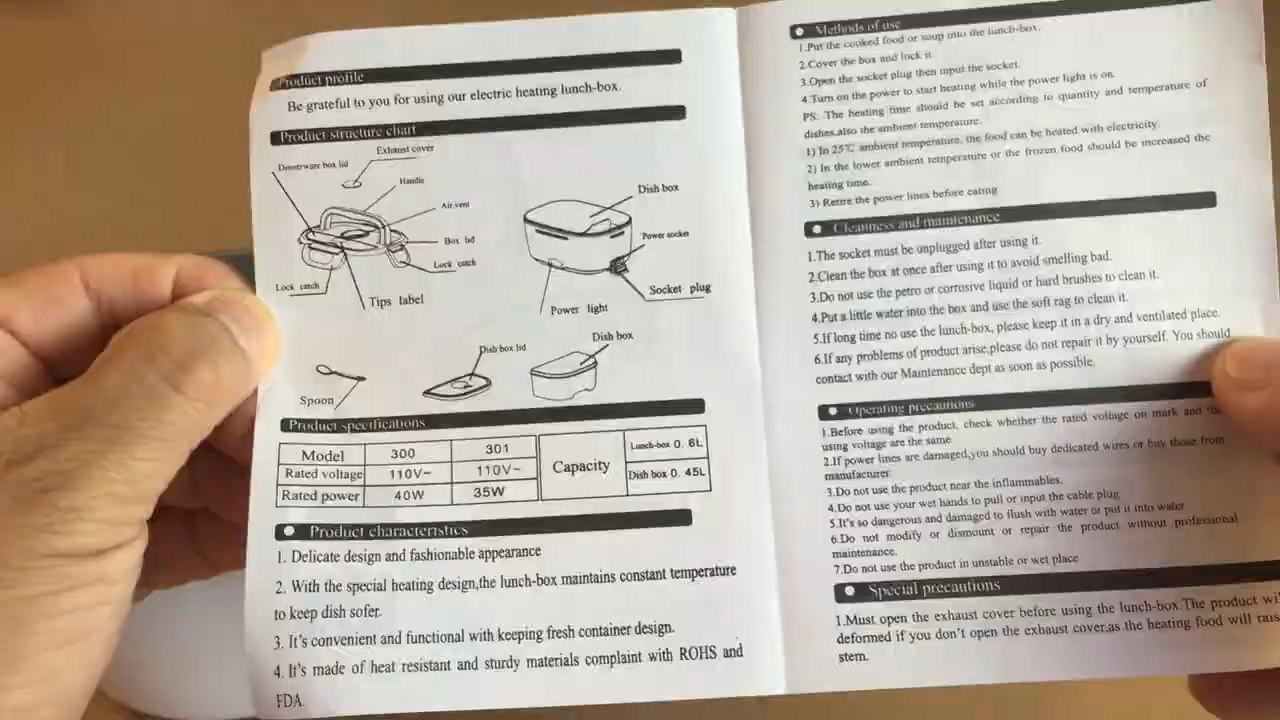 Product profile
Be grateful to you for using our electric heating lunch-box.
Product structure chart
Exhaust cover
Dinnerware box lid
Handle
Air vent
Box lid
Lock catch
Lock catch
Tips label
Dish box
Power socket
Socket plug
Power light
Dish box
Dish box lid
Spoon
Product specifications
Model 300 301
Rated voltage 110V~ 110V~
Rated power 40W 35W
Capacity
Lunch-box 0.6L
Dish box 0.45L
Product characteristics
1. Delicate design and fashionable appearance
2. With the special heating design,the lunch-box maintains constant temperature
to keep dish sofer.
3. It's convenient and functional with keeping fresh container design.
4. It's made of heat resistant and sturdy materials complaint with ROHS and
FDA.
Methods of use
1.Put the cooked food or soup into the lunch-box.
2.Cover the box and lock it
3.Open the socket plug then input the socket.
4.Turn on the power to start heating while the power light is on.
PS. The heating time should be set according to quantity and temperature of
dishes,also the ambient temperature.
1) In 25℃ ambient temperature, the food can be heated with electricity.
2) In the lower ambient temperature or the frozen food should be increased the
heating time.
3) Retire the power lines before eating
Cleanness and maintenance
1.The socket must be unplugged after using it.
2.Clean the box at once after using it to avoid smelling bad.
3.Do not use the petro or corrosive liquid or hard brushes to clean it.
4.Put a little water into the box and use the soft rag to clean it.
5.If long time no use the lunch-box, please keep it in a dry and ventilated place.
6.If any problems of product arise,please do not repair it by yourself. You should
contact with our Maintenance dept as soon as possible.
Operating precautions
1.Before using the product, check whether the rated voltage on mark and the
using voltage are the same
2.If power lines are damaged,you should buy dedicated wires or buy those from
manufacturer
3.Do not use the product near the inflammables.
4.Do not use your wet hands to pull or input the cable plug
5.It's so dangerous and damaged to flush with water or put it into water
6.Do not modify or dismount or repair the product without professional
maintenance.
7.Do not use the product in unstable or wet place
Special precautions
1.Must open the exhaust cover before using the lunch-box.The product
deformed if you don't open the exhaust cover,as the heating food will
stem.